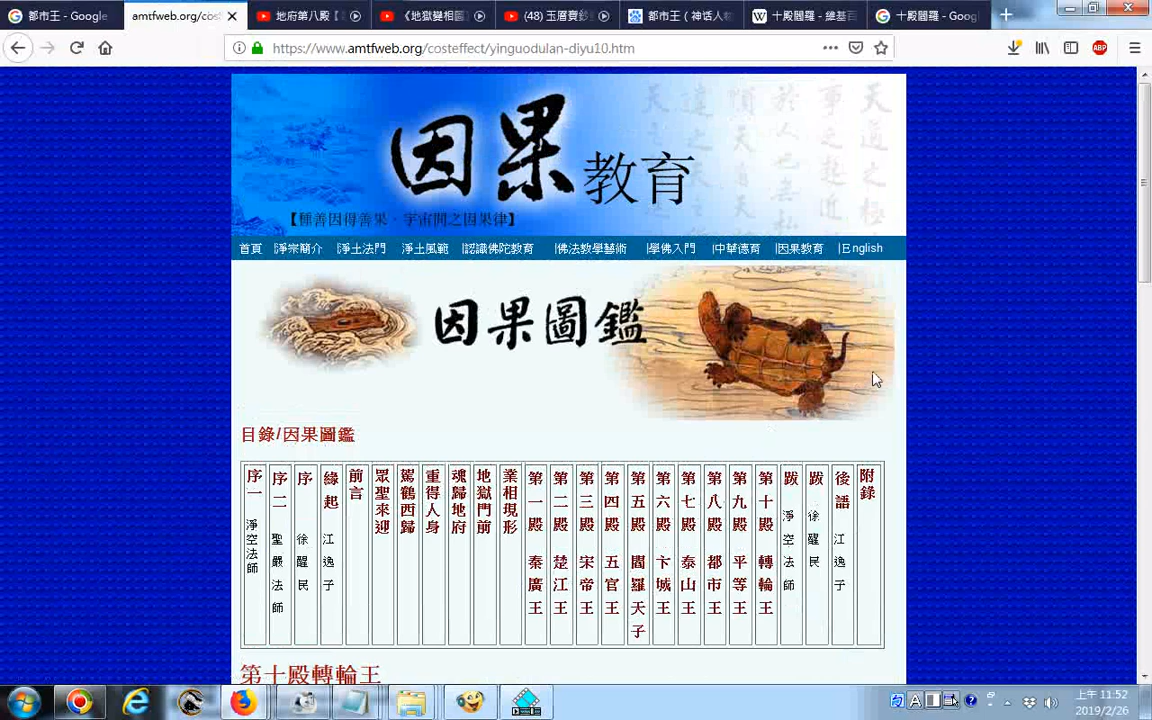 都市王 - Google
amtfweb.org/cos
地府第八殿【
《地獄變相圖
(48) 玉曆寶鈔
都市王（神话人
十殿閻羅 - 維基百
十殿閻羅 - Goog
https://www.amtfweb.org/costeffect/yinguodulan-diyu10.htm
ABP
因果教育
【種善因得善果．宇宙間之因果律】
首頁
|淨宗簡介
|淨土法門
淨土風範
|認識佛陀教育
|佛法教學藝術
|學佛入門
|中華德育
|因果教育
|English
因果圖鑑
目錄/因果圖鑑
序一 淨空法師
序二 聖嚴法師
序 徐醒民
緣起 江逸子
前言
眾聖來迎
駕鶴西歸
重得人身
魂歸地府
地獄門前
業相現形
第一殿 秦廣王
第二殿 楚江王
第三殿 宋帝王
第四殿 五官王
第五殿 閻羅天子
第六殿 卞城王
第七殿 泰山王
第八殿 都市王
第九殿 平等王
第十殿 轉輪王
跋 淨空法師
跋 徐醒民
後語 江逸子
附錄
第十殿轉輪王
上午 11:52
2019/2/26